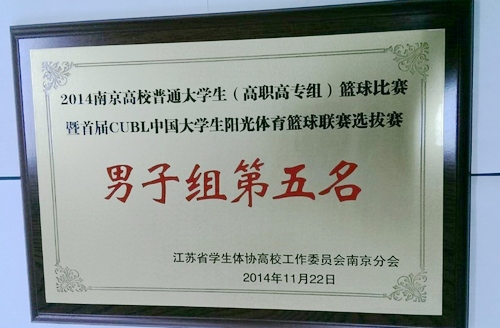 2014南京高校普通大学生（高职高专组）篮球比赛
暨首届CUBL中国大学生阳光体育篮球联赛选拔赛
男子组第五名
江苏省学生体协高校工作委员会南京分会
2014年11月22日